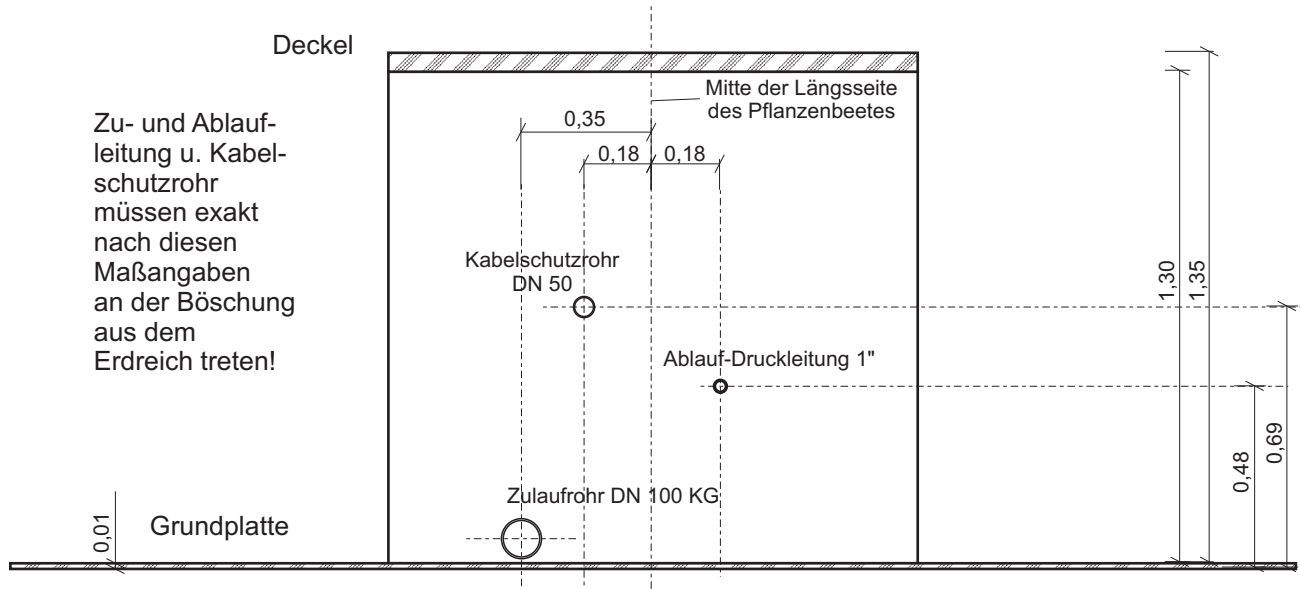 Deckel
Mitte der Längsseite
des Pflanzenbeetes
0,35
0,18
0,18
Zu- und Ablauf-
leitung u. Kabel-
schutzrohr
müssen exakt
nach diesen
Maßangaben
an der Böschung
aus dem
Erdreich treten!
Kabelschutzrohr
DN 50
1,30
1,35
Ablauf-Druckleitung 1"
0,69
0,48
Zulaufrohr DN 100 KG
Grundplatte
0,01